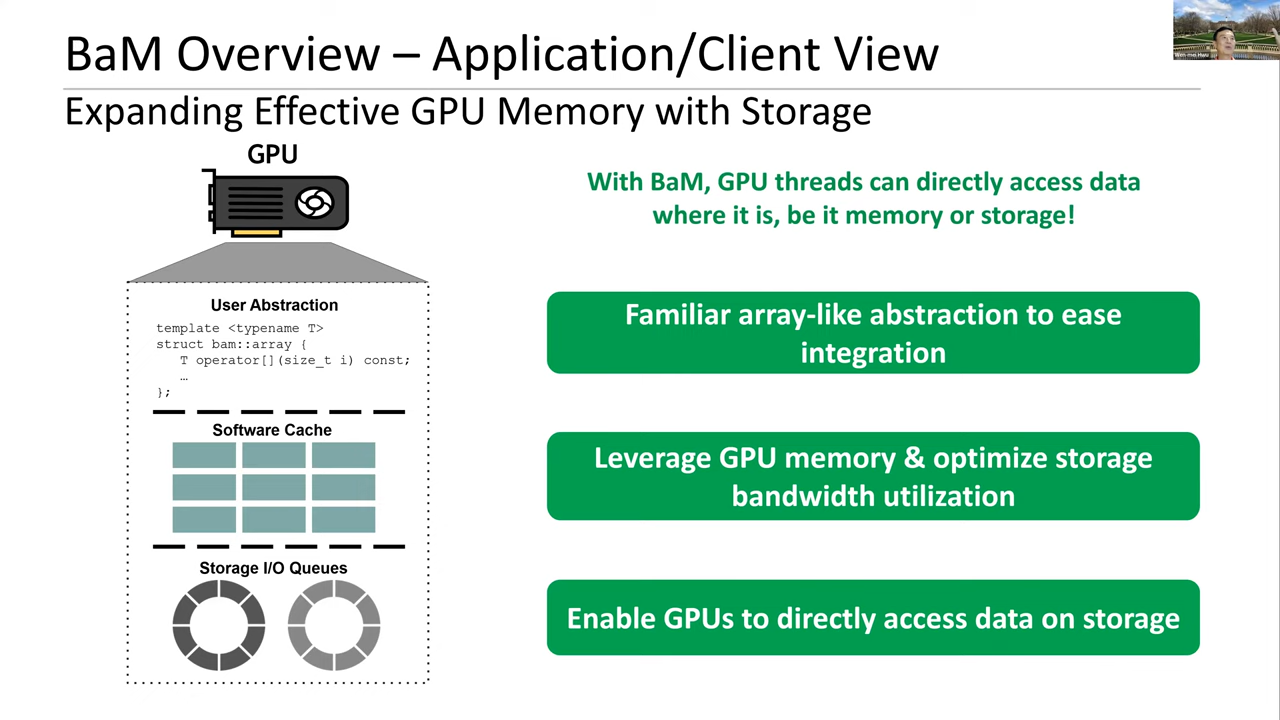 BaM Overview – Application/Client View
Expanding Effective GPU Memory with Storage
GPU
User Abstraction
template <typename T>
struct bam::array {
T operator[](size_t i) const;
…
};
Software Cache
Storage I/O Queues
With BaM, GPU threads can directly access data
where it is, be it memory or storage!
Familiar array-like abstraction to ease
integration
Leverage GPU memory & optimize storage
bandwidth utilization
Enable GPUs to directly access data on storage
Wen-mei Hwu